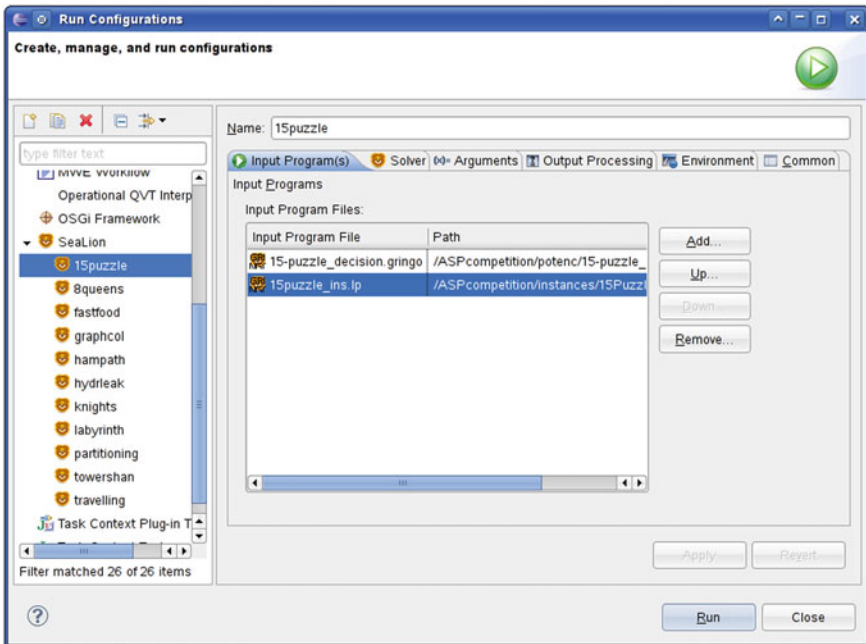 Run Configurations
Create, manage, and run configurations
type filter text
MWE Workflow
Operational QVT Interp
OSGi Framework
SeaLion
15puzzle
8queens
fastfood
graphcol
hampath
hydrleak
knights
labyrinth
partitioning
towershan
travelling
Task Context Plug-in T
Filter matched 26 of 26 items
Name: 15puzzle
Input Program(s) Solver (x)= Arguments Output Processing Environment Common
Input Programs
Input Program Files:
Input Program File Path
15-puzzle_decision.gringo /ASPcompetition/potenc/15-puzzle_
15puzzle_ins.lp /ASPcompetition/instances/15Puzzl
Add...
Up...
Down...
Remove...
Apply Revert
Run Close